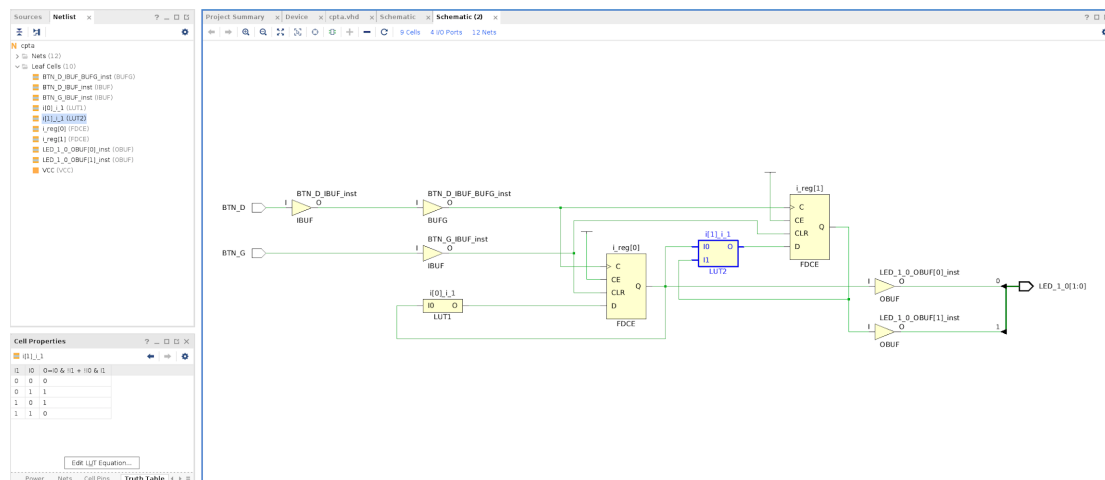 Sources Netlist × ? _ □ ⧉
cpta
Nets (12)
Leaf Cells (10)
BTN_D_IBUF_BUFG_inst (BUFG)
BTN_D_IBUF_inst (IBUF)
BTN_G_IBUF_inst (IBUF)
i[0]_i_1 (LUT1)
i[1]_i_1 (LUT2)
i_reg[0] (FDCE)
i_reg[1] (FDCE)
LED_1_0_OBUF[0]_inst (OBUF)
LED_1_0_OBUF[1]_inst (OBUF)
VCC (VCC)
Cell Properties ? _ □ ⧉ ×
i[1]_i_1
I1 I0 O=I0 & !I1 + !I0 & I1
0 0 0
0 1 1
1 0 1
1 1 0
Edit LUT Equation...
Power Nets Cell Pins Truth Table
Project Summary × Device × cpta.vhd × Schematic × Schematic (2) × ? □
9 Cells 4 I/O Ports 12 Nets
i_reg[1]
BTN_D_IBUF_inst BTN_D_IBUF_BUFG_inst
BTN_D I O I O C
IBUF BUFG CE
CLR Q
D
FDCE
BTN_G_IBUF_inst
BTN_G I O
IBUF
i[1]_i_1
I0 O
I1
LUT2
i_reg[0]
C
CE
CLR Q
D
FDCE
i[0]_i_1
I0 O
LUT1
LED_1_0_OBUF[0]_inst
I O 0 LED_1_0[1:0]
OBUF
LED_1_0_OBUF[1]_inst
I O 1
OBUF